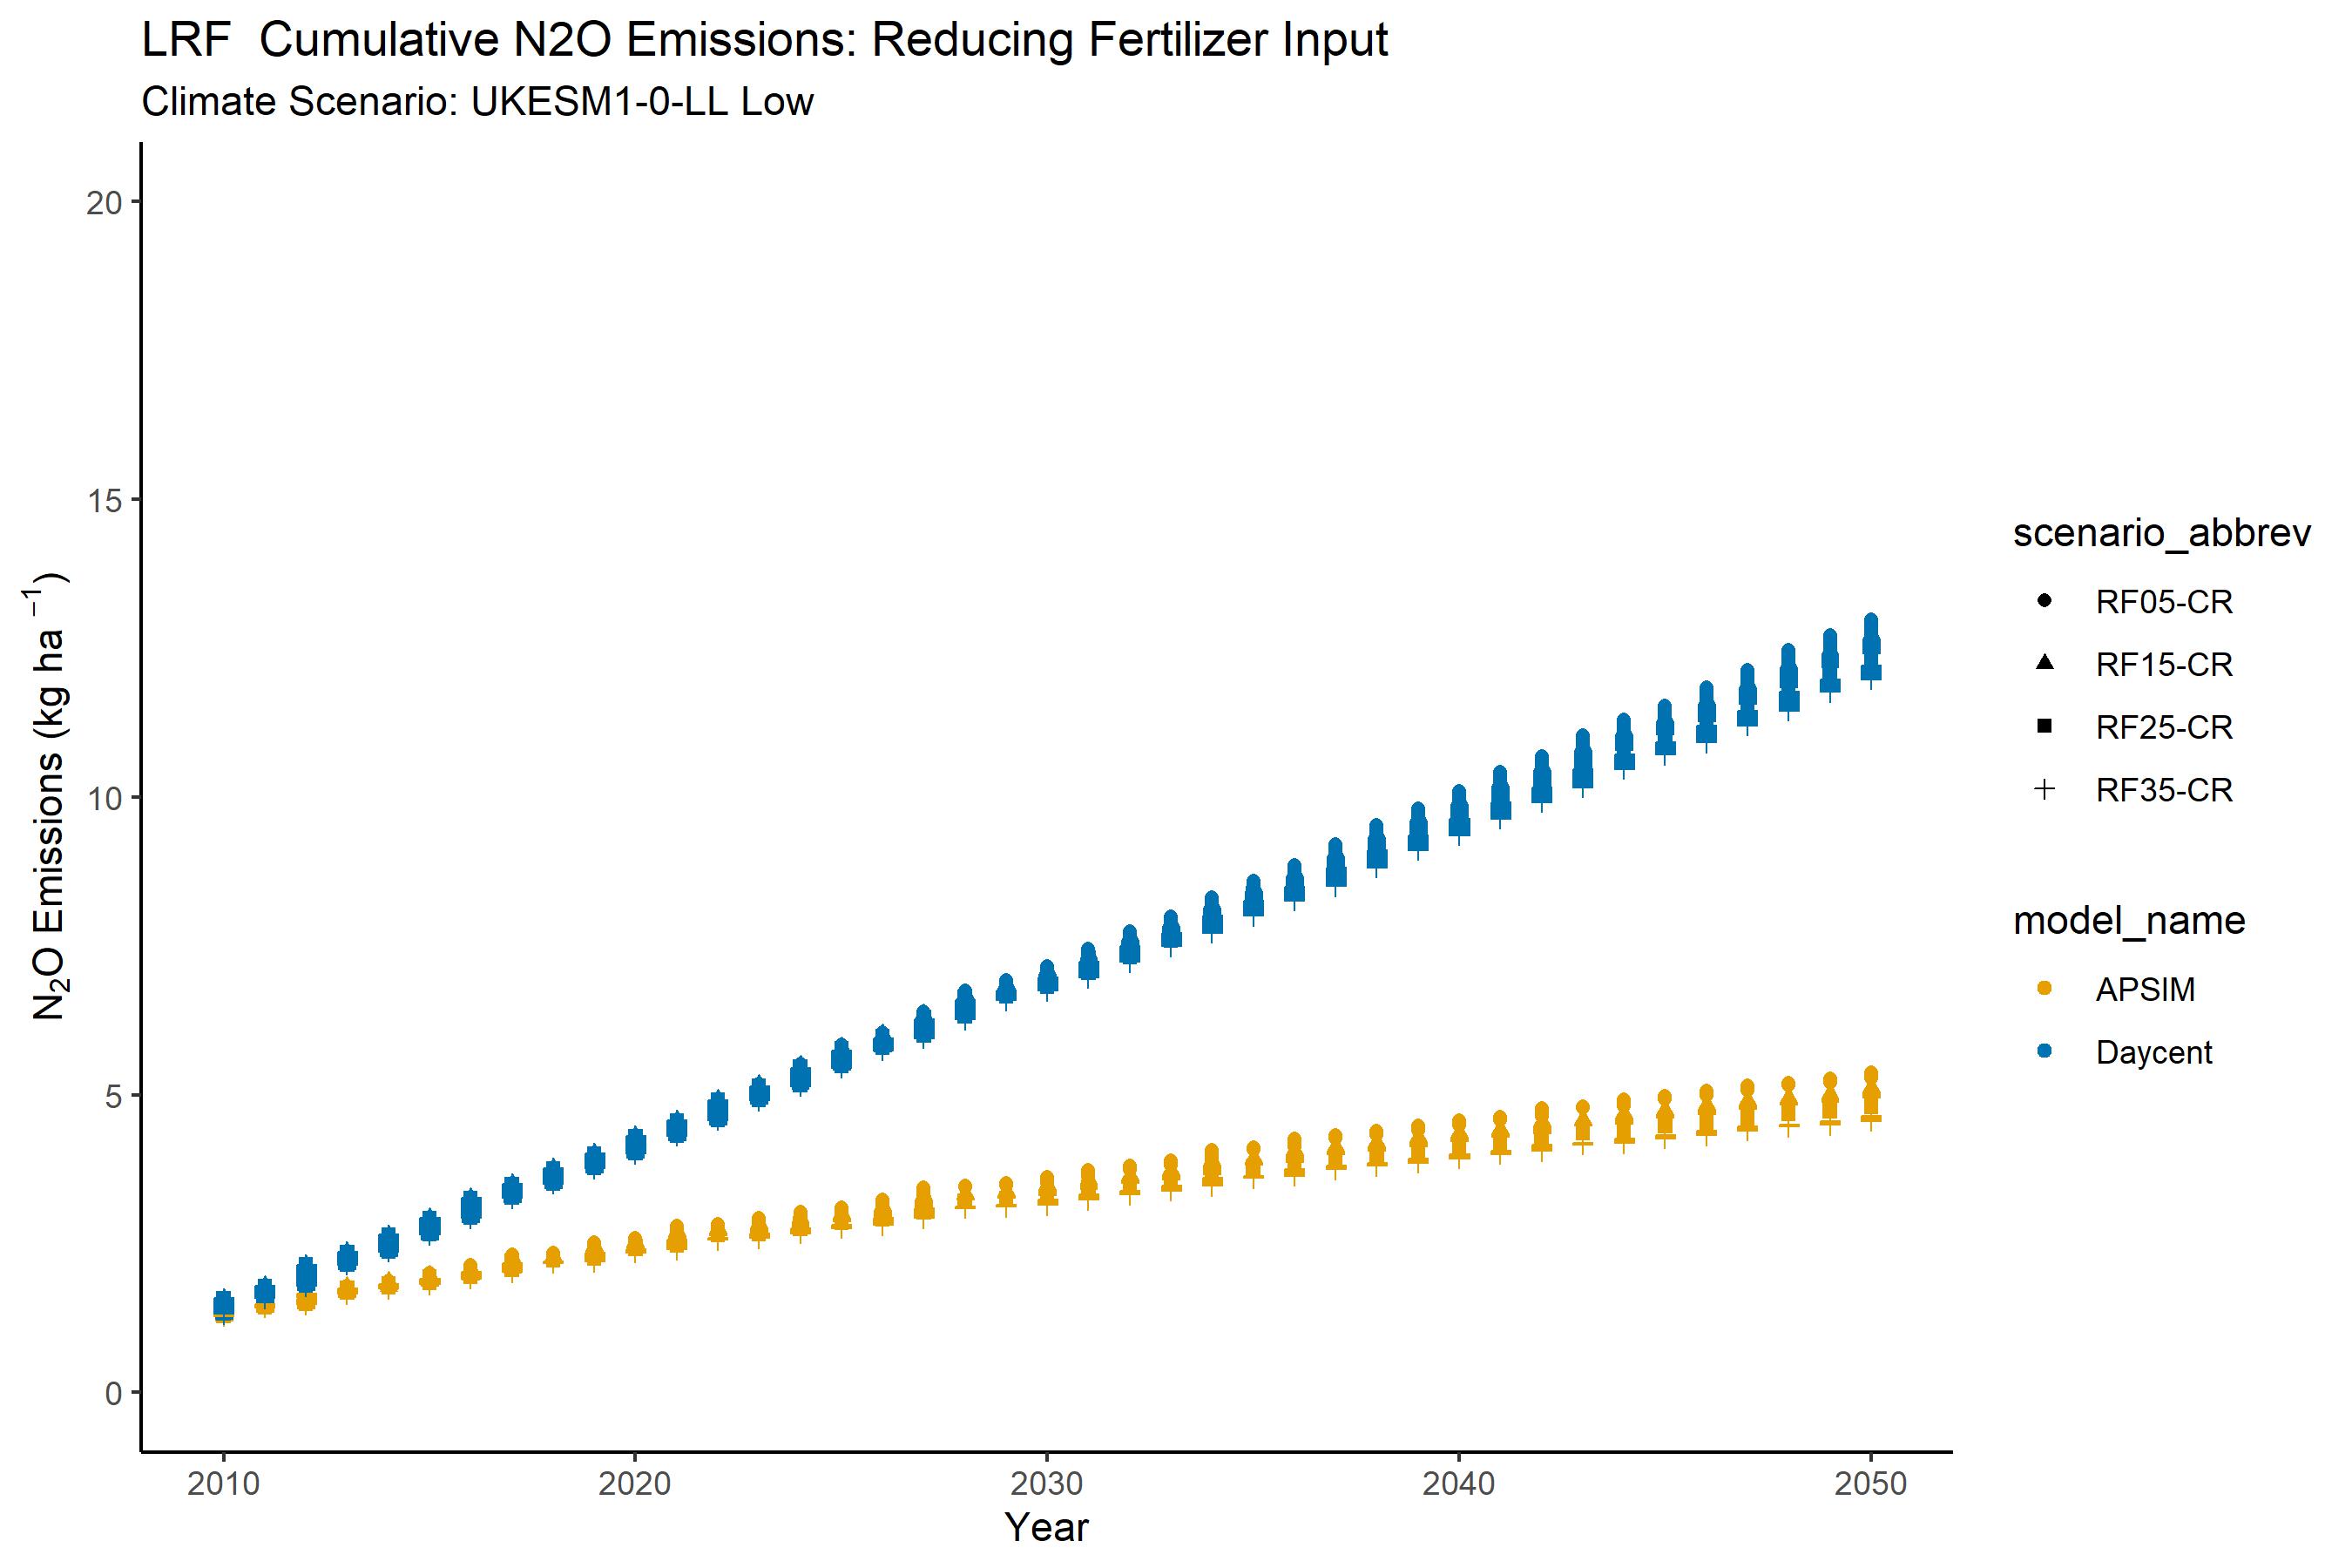 LRF  Cumulative N2O Emissions: Reducing Fertilizer Input
Climate Scenario: UKESM1-0-LL Low
N₂O Emissions (kg ha ⁻¹)
20
15
10
5
0
2010
2020
2030
2040
2050
Year
scenario_abbrev
RF05-CR
RF15-CR
RF25-CR
RF35-CR
model_name
APSIM
Daycent